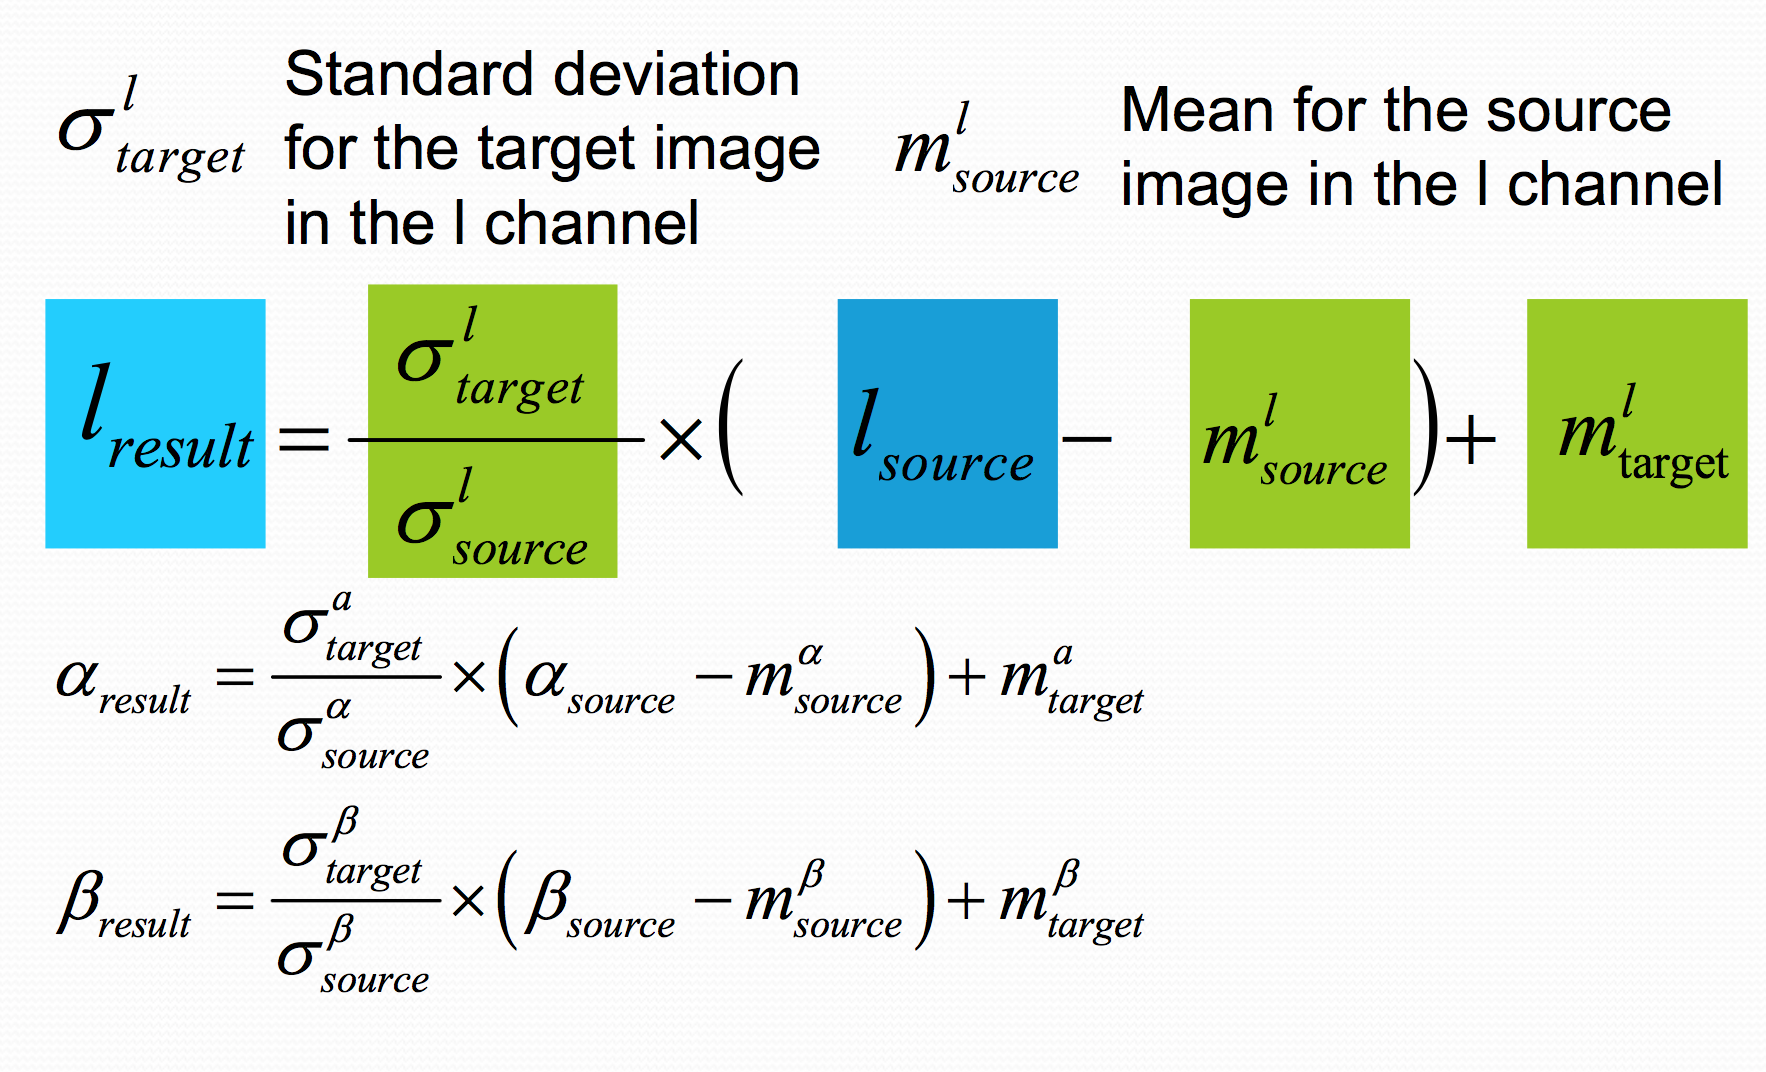 σ^l_target Standard deviation
for the target image
in the l channel
m^l_source Mean for the source
image in the l channel
l_result = σ^l_target / σ^l_source × ( l_source − m^l_source ) + m^l_target
α_result = σ^a_target / σ^α_source × ( α_source − m^α_source ) + m^a_target
β_result = σ^β_target / σ^β_source × ( β_source − m^β_source ) + m^β_target